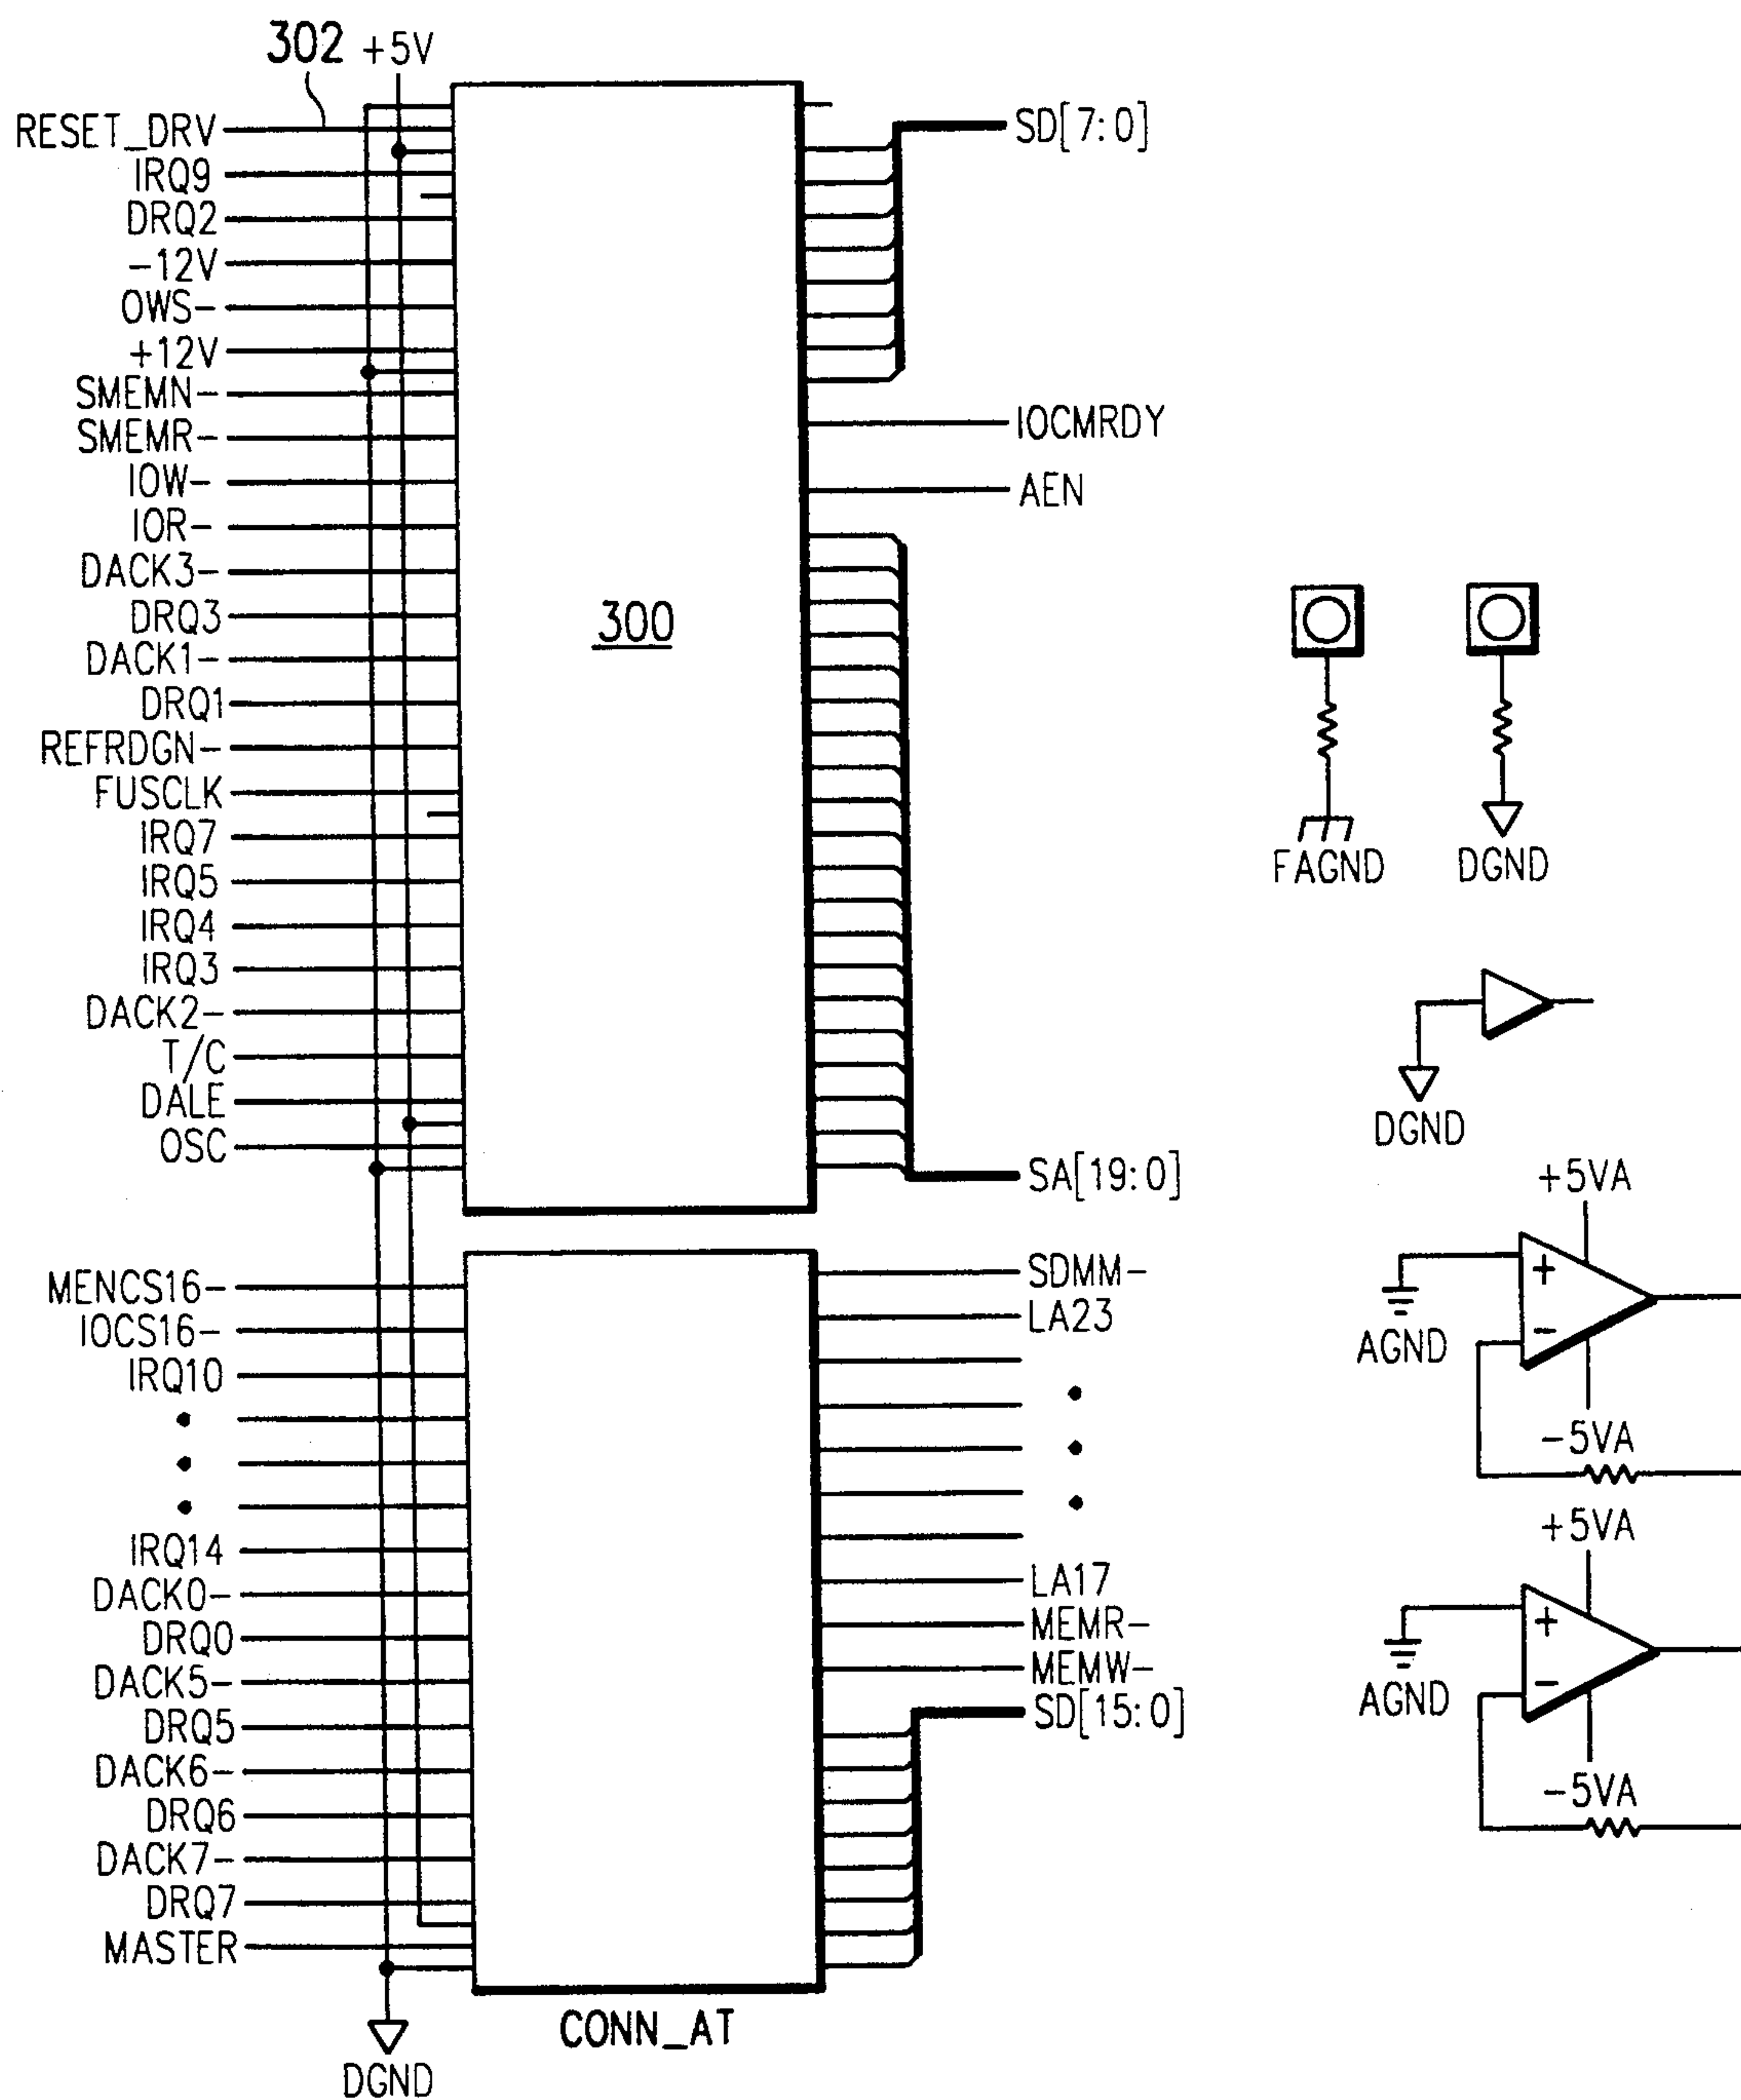 302 +5V
RESET_DRV
IRQ9
DRQ2
-12V
OWS-
+12V
SMEMN-
SMEMR-
IOW-
IOR-
DACK3-
DRQ3
DACK1-
DRQ1
REFRDGN-
FUSCLK
IRQ7
IRQ5
IRQ4
IRQ3
DACK2-
T/C
DALE
OSC
300
SD[7:0]
IOCMRDY
AEN
SA[19:0]
MENCS16-
IOCS16-
IRQ10
IRQ14
DACK0-
DRQ0
DACK5-
DRQ5
DACK6-
DRQ6
DACK7-
DRQ7
MASTER
DGND
CONN_AT
SDMM-
LA23
LA17
MEMR-
MEMW-
SD[15:0]
FAGND
DGND
DGND
+5VA
+
-
AGND
-5VA
+5VA
+
-
AGND
-5VA